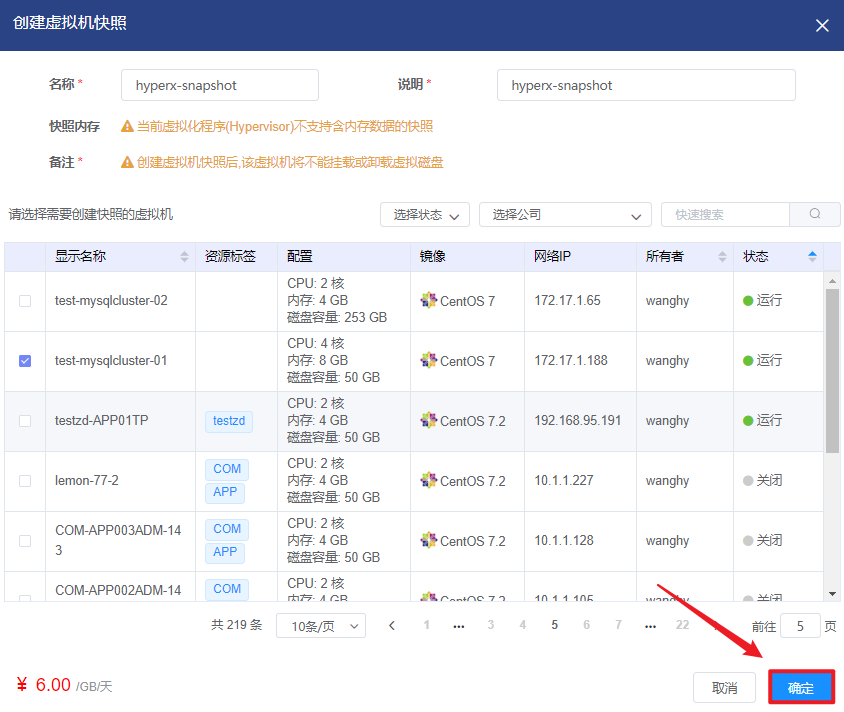 创建虚拟机快照
名称 * hyperx-snapshot 说明 * hyperx-snapshot
快照内存 当前虚拟化程序(Hypervisor)不支持含内存数据的快照
备注 * 创建虚拟机快照后,该虚拟机将不能挂载或卸载虚拟磁盘
请选择需要创建快照的虚拟机 选择状态 选择公司 快速搜索
显示名称 资源标签 配置 镜像 网络IP 所有者 状态
CPU: 2 核
test-mysqlcluster-02 内存: 4 GB CentOS 7 172.17.1.65 wanghy 运行
磁盘容量: 253 GB
CPU: 4 核
test-mysqlcluster-01 内存: 8 GB CentOS 7 172.17.1.188 wanghy 运行
磁盘容量: 50 GB
CPU: 2 核
testzd-APP01TP testzd 内存: 4 GB CentOS 7.2 192.168.95.191 wanghy 运行
磁盘容量: 50 GB
COM CPU: 2 核
lemon-77-2 内存: 4 GB CentOS 7.2 10.1.1.227 wanghy 关闭
APP 磁盘容量: 50 GB
COM-APP003ADM-14 COM CPU: 2 核
内存: 4 GB CentOS 7.2 10.1.1.128 wanghy 关闭
3 APP 磁盘容量: 50 GB
COM-APP002ADM-14 COM CPU: 2 核
内存: 4 GB CentOS 7.2 10.1.1.105 wanghy 关闭
共 219 条 10条/页 1 ••• 3 4 5 6 7 ••• 22 前往 5 页
¥ 6.00 /GB/天 取消 确定